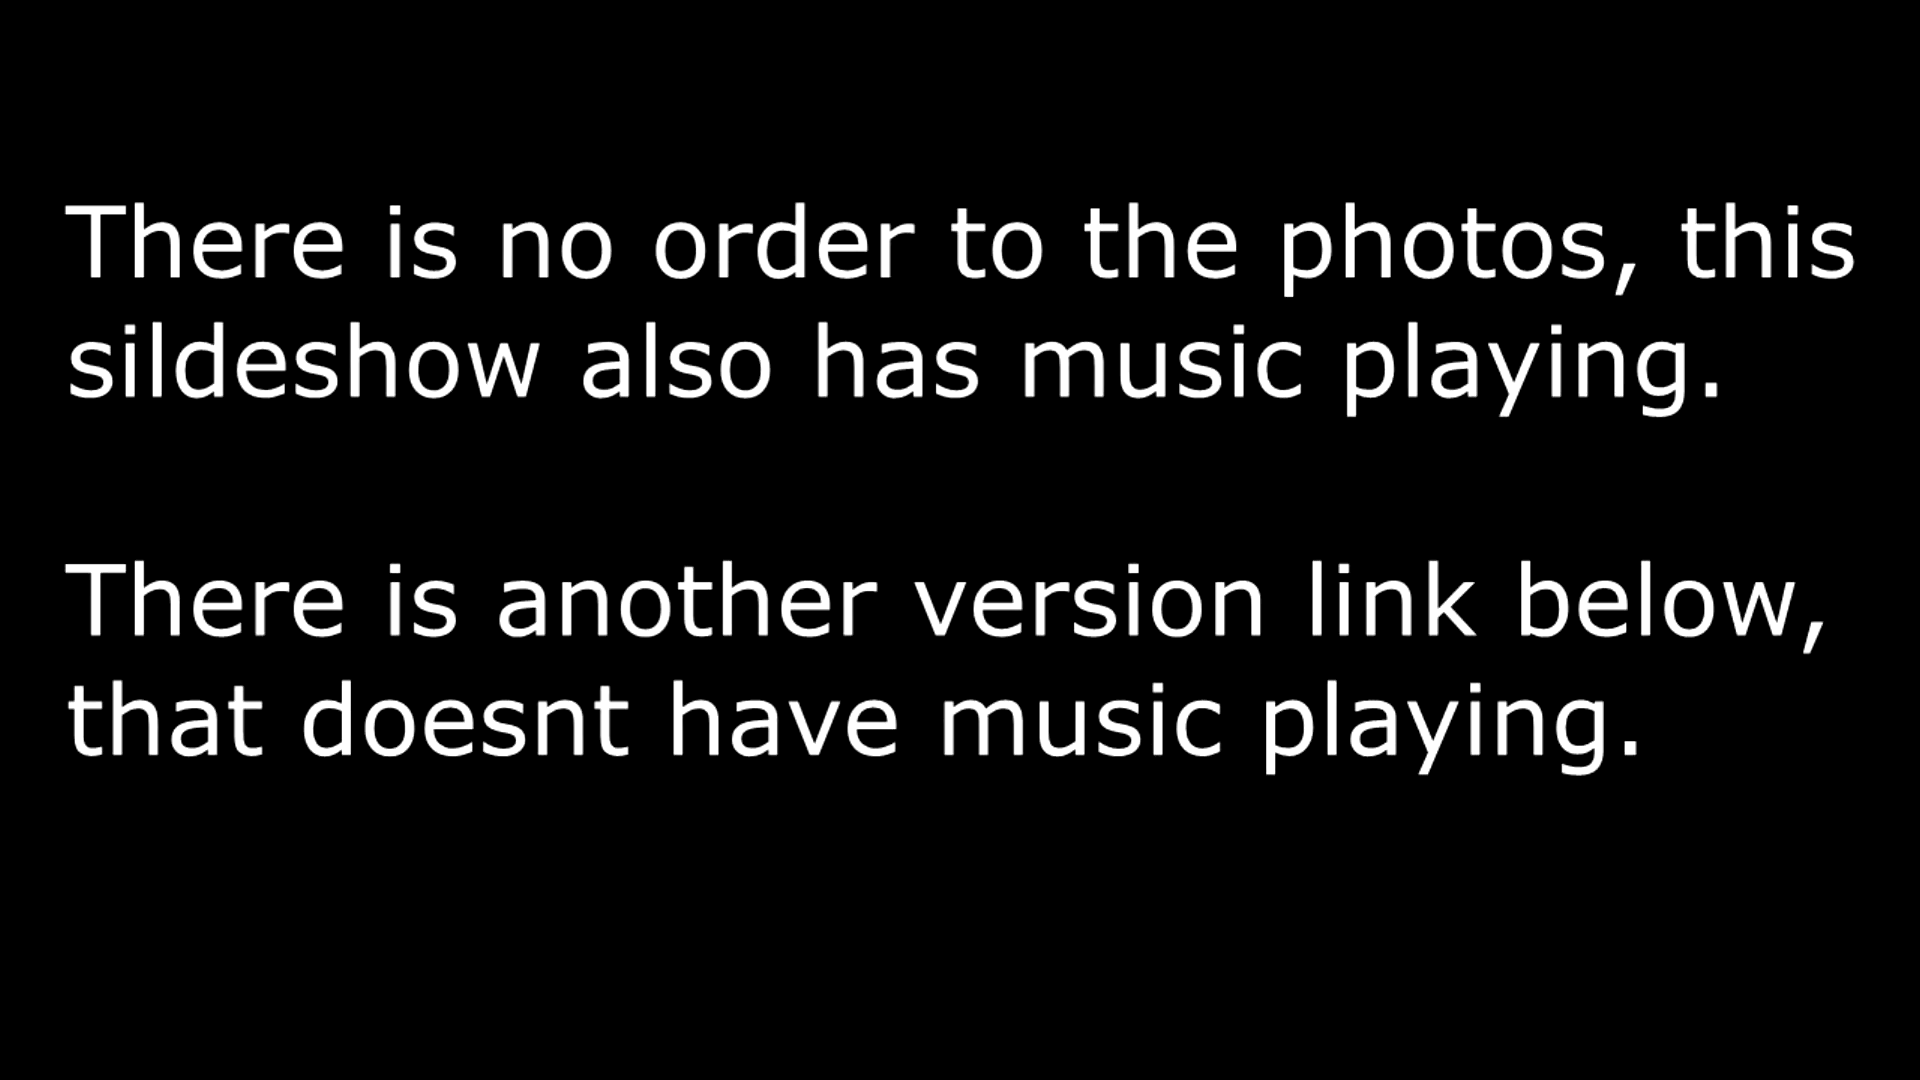 There is no order to the photos, this
sildeshow also has music playing.
There is another version link below,
that doesnt have music playing.